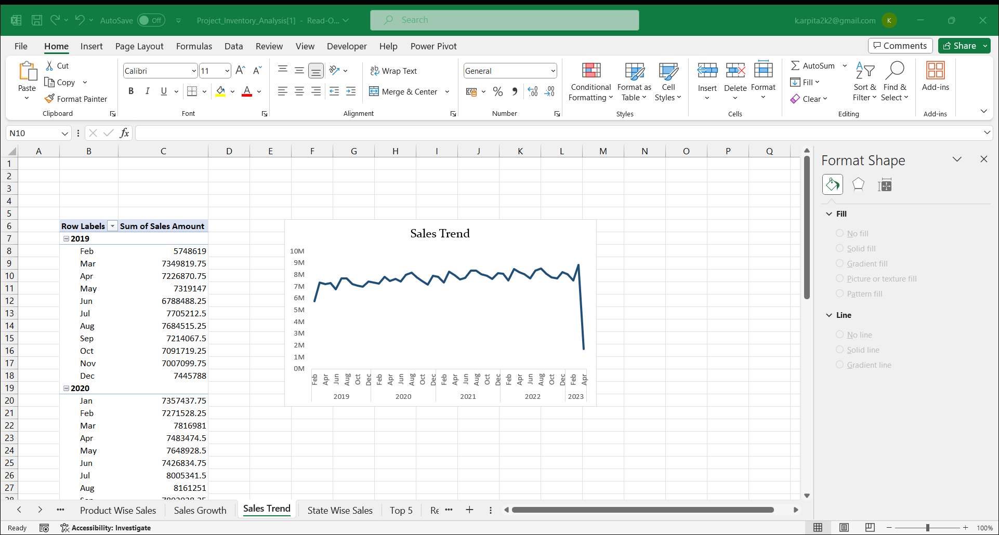 AutoSave Off Project_Inventory_Analysis[1] - Read-O... Search k.arpita2k2@gmail.com K
File Home Insert Page Layout Formulas Data Review View Developer Help Power Pivot Comments Share
Paste Cut Copy Format Painter
Clipboard
Calibri 11
B I U A
Font
Wrap Text
Merge & Center
Alignment
General
Number
Conditional Formatting
Format as Table
Cell Styles
Styles
Insert Delete Format
Cells
AutoSum
Fill
Clear
Sort & Filter
Find & Select
Editing
Add-ins
Add-ins
N10 fx
A B C D E F G H I J K L M N O P Q
1
2
3
4
5
6 Row Labels Sum of Sales Amount
7 2019
8 Feb 5748619
9 Mar 7349819.75
10 Apr 7226870.75
11 May 7319147
12 Jun 6788488.25
13 Jul 7705212.5
14 Aug 7684515.25
15 Sep 7214067.5
16 Oct 7091719.25
17 Nov 7007099.75
18 Dec 7445788
19 2020
20 Jan 7357437.75
21 Feb 7271528.25
22 Mar 7816981
23 Apr 7483474.5
24 May 7648928.5
25 Jun 7426834.75
26 Jul 8005341.5
27 Aug 8161251
Sales Trend
10M
9M
8M
7M
6M
5M
4M
3M
2M
1M
0M
Feb Apr Jun Aug Oct Dec Feb Apr Jun Aug Oct Dec Feb Apr Jun Aug Oct Dec Feb Apr Jun Aug Oct Dec Feb Apr
2019 2020 2021 2022 2023
Format Shape
Fill
No fill
Solid fill
Gradient fill
Picture or texture fill
Pattern fill
Line
No line
Solid line
Gradient line
Product Wise Sales Sales Growth Sales Trend State Wise Sales Top 5 Re
Ready Accessibility: Investigate 100%